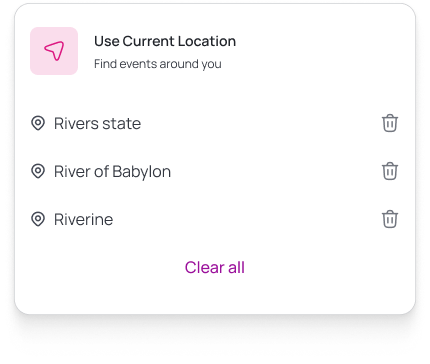 Use Current Location
Find events around you
Rivers state
River of Babylon
Riverine
Clear all